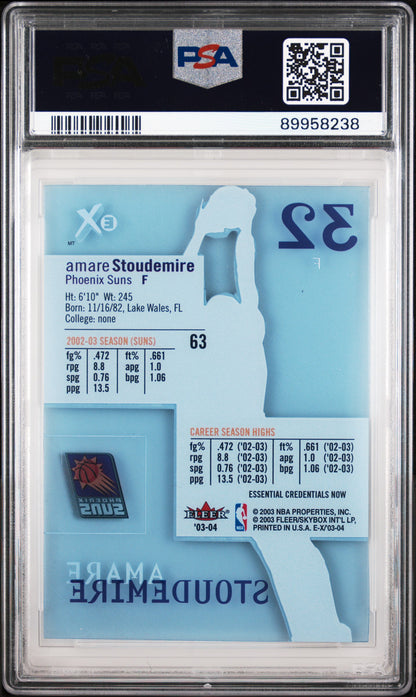 PSA
89958238
E X 3
MT
32
F
amare Stoudemire
Phoenix Suns F
Ht: 6'10" Wt: 245
Born: 11/16/82, Lake Wales, FL
College: none
2002-03 SEASON (SUNS) 63
fg% .472 ft% .661
rpg 8.8 apg 1.0
spg 0.76 bpg 1.06
ppg 13.5
CAREER SEASON HIGHS
fg% .472 ('02-03) ft% .661 ('02-03)
rpg 8.8 ('02-03) apg 1.0 ('02-03)
spg 0.76 ('02-03) bpg 1.06 ('02-03)
ppg 13.5 ('02-03)
ESSENTIAL CREDENTIALS NOW
FLEER
'03-04
© 2003 NBA PROPERTIES, INC.
© 2003 FLEER/SKYBOX INT'L LP,
PRINTED IN U.S.A. E-X/'03-04
PHOENIX
SUNS
AMARE
STOUDEMIRE